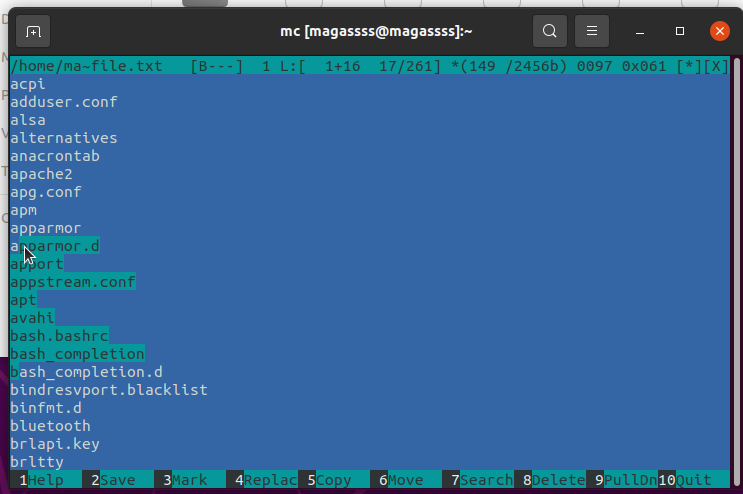 mc [magassss@magassss]:~
/home/ma~file.txt   [B---]  1 L:[  1+16  17/261] *(149 /2456b) 0097 0x061 [*][X]
acpi
adduser.conf
alsa
alternatives
anacrontab
apache2
apg.conf
apm
apparmor
apparmor.d
apport
appstream.conf
apt
avahi
bash.bashrc
bash_completion
bash_completion.d
bindresvport.blacklist
binfmt.d
bluetooth
brlapi.key
brltty
1Help  2Save  3Mark  4Replac 5Copy  6Move  7Search 8Delete 9PullDn 10Quit